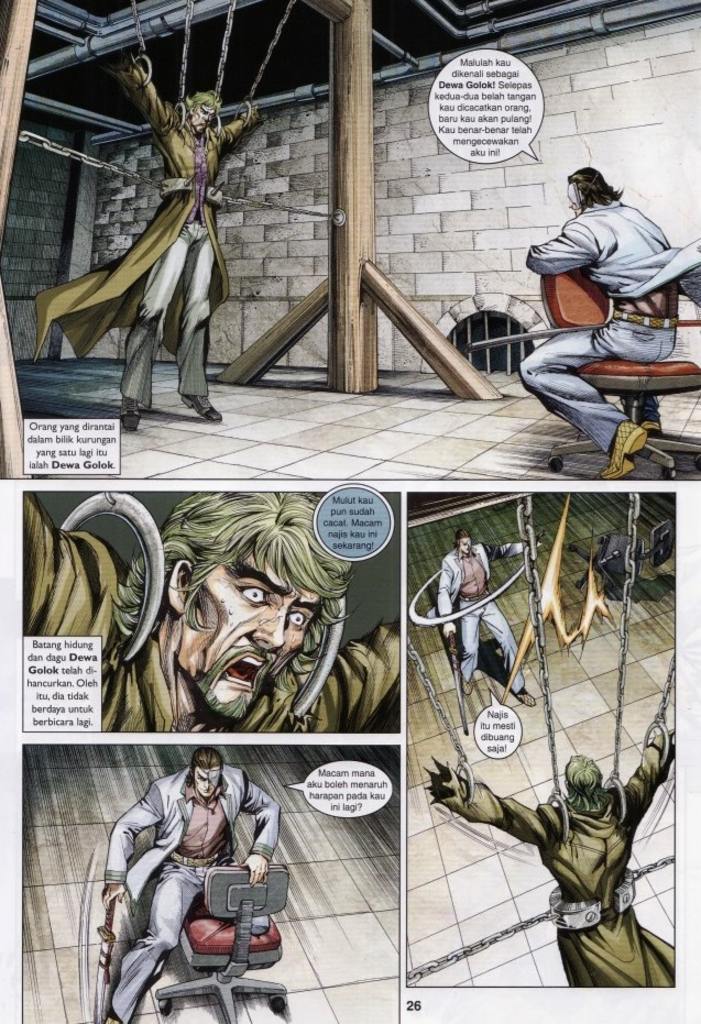 Malulah kau
dikenali sebagai
Dewa Golok! Selepas
kedua-dua belah tangan
kau dicacatkan orang,
baru kau akan pulang!
Kau benar-benar telah
mengecewakan
aku ini!
Orang yang dirantai
dalam bilik kurungan
yang satu lagi itu
ialah Dewa Golok.
Mulut kau
pun sudah
cacat. Macam
najis kau ini
sekarang!
Batang hidung
dan dagu Dewa
Golok telah di-
hancurkan. Oleh
itu, dia tidak
berdaya untuk
berbicara lagi.
Najis
itu mesti
dibuang
saja!
Macam mana
aku boleh menaruh
harapan pada kau
ini lagi?
26